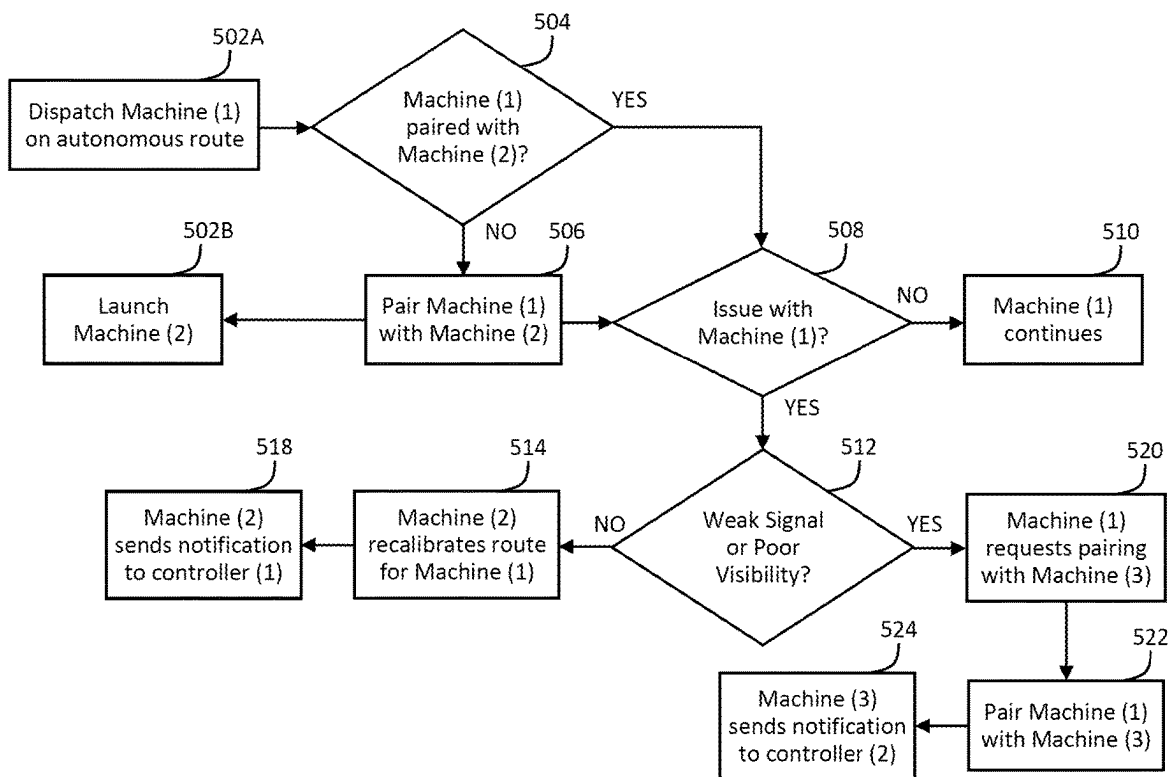 502A
504
Dispatch Machine (1)
on autonomous route
Machine (1)
paired with
Machine (2)?
YES
NO
502B
506
508
510
Launch
Machine (2)
Pair Machine (1)
with Machine (2)
Issue with
Machine (1)?
NO
Machine (1)
continues
YES
518
514
512
520
Machine (2)
sends notification
to controller (1)
Machine (2)
recalibrates route
for Machine (1)
NO
Weak Signal
or Poor
Visibility?
YES
Machine (1)
requests pairing
with Machine (3)
524
522
Machine (3)
sends notification
to controller (2)
Pair Machine (1)
with Machine (3)